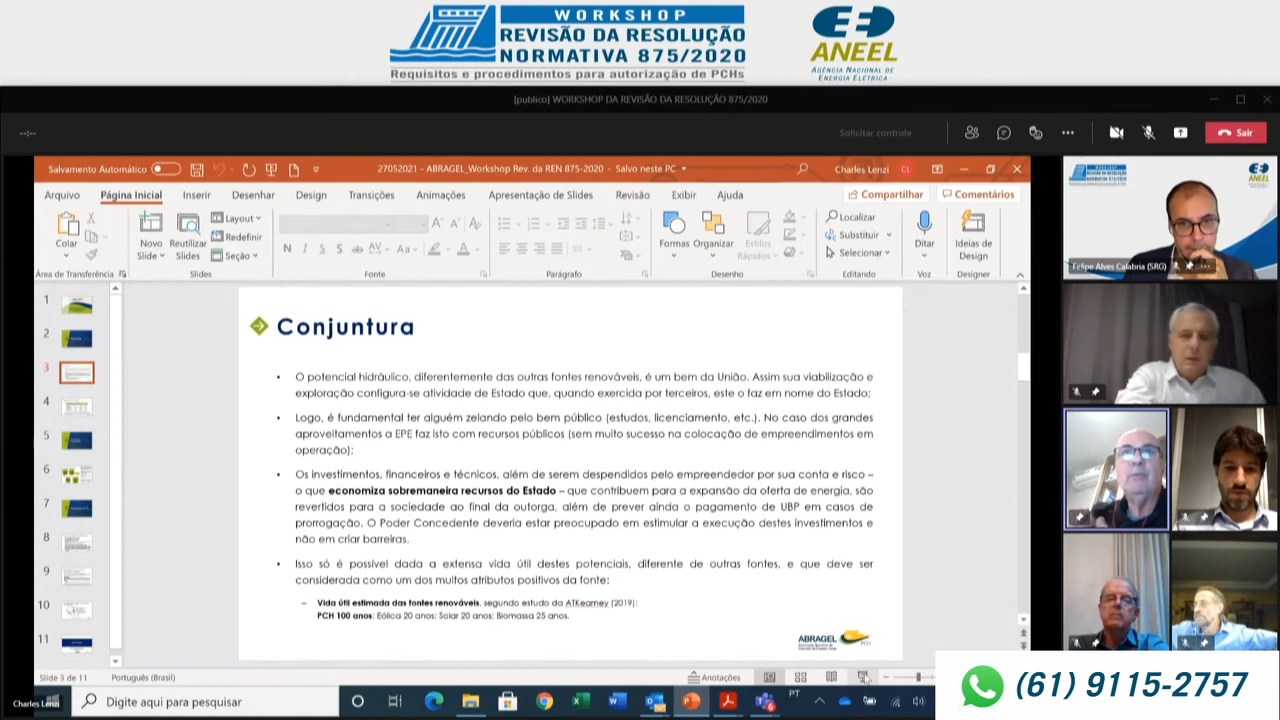 WORKSHOP
REVISÃO DA RESOLUÇÃO
NORMATIVA 875/2020
Requisitos e procedimentos para autorização de PCHs
ANEEL
AGÊNCIA NACIONAL DE ENERGIA ELÉTRICA
[publico] WORKSHOP DA REVISÃO DA RESOLUÇÃO 875/2020
Solicitar controle
Sair
Salvamento Automático
27052021 - ABRAGEL_Workshop Rev. da REN 875-2020 - Salvo neste PC
Charles Lenzi
CL
Arquivo Página Inicial Inserir Desenhar Design Transições Animações Apresentação de Slides Revisão Exibir Ajuda
Compartilhar Comentários
Colar
Novo Slide
Reutilizar Slides
Layout
Redefinir
Seção
Formas
Organizar
Estilos Rápidos
Localizar
Substituir
Selecionar
Ditar
Ideias de Design
Área de Transferência Slides Fonte Parágrafo Desenho Editando Voz Designer
1
2
3
4
5
6
7
8
9
10
11
Conjuntura
• O potencial hidráulico, diferentemente das outras fontes renováveis, é um bem da União. Assim sua viabilização e
exploração configura-se atividade de Estado que, quando exercida por terceiros, este o faz em nome do Estado;
• Logo, é fundamental ter alguém zelando pelo bem público (estudos, licenciamento, etc.). No caso dos grandes
aproveitamentos a EPE faz isto com recursos públicos (sem muito sucesso na colocação de empreendimentos em
operação);
• Os investimentos, financeiros e técnicos, além de serem despendidos pelo empreendedor por sua conta e risco –
o que economiza sobremaneira recursos do Estado – que contribuem para a expansão da oferta de energia, são
revertidos para a sociedade ao final da outorga, além de prever ainda o pagamento de UBP em casos de
prorrogação. O Poder Concedente deveria estar preocupado em estimular a execução destes investimentos e
não em criar barreiras.
• Isso só é possível dada a extensa vida útil destes potenciais, diferente de outras fontes, e que deve ser
considerada como um dos muitos atributos positivos da fonte:
– Vida útil estimada das fontes renováveis, segundo estudo da ATKearney (2019):
PCH 100 anos; Eólica 20 anos; Solar 20 anos; Biomassa 25 anos.
ABRAGEL
PCH
Felipe Alves Calabria (SRG)
Slide 3 de 11
Português (Brasil)
Anotações
Charles Lenzi
Digite aqui para pesquisar
PT
(61) 9115-2757